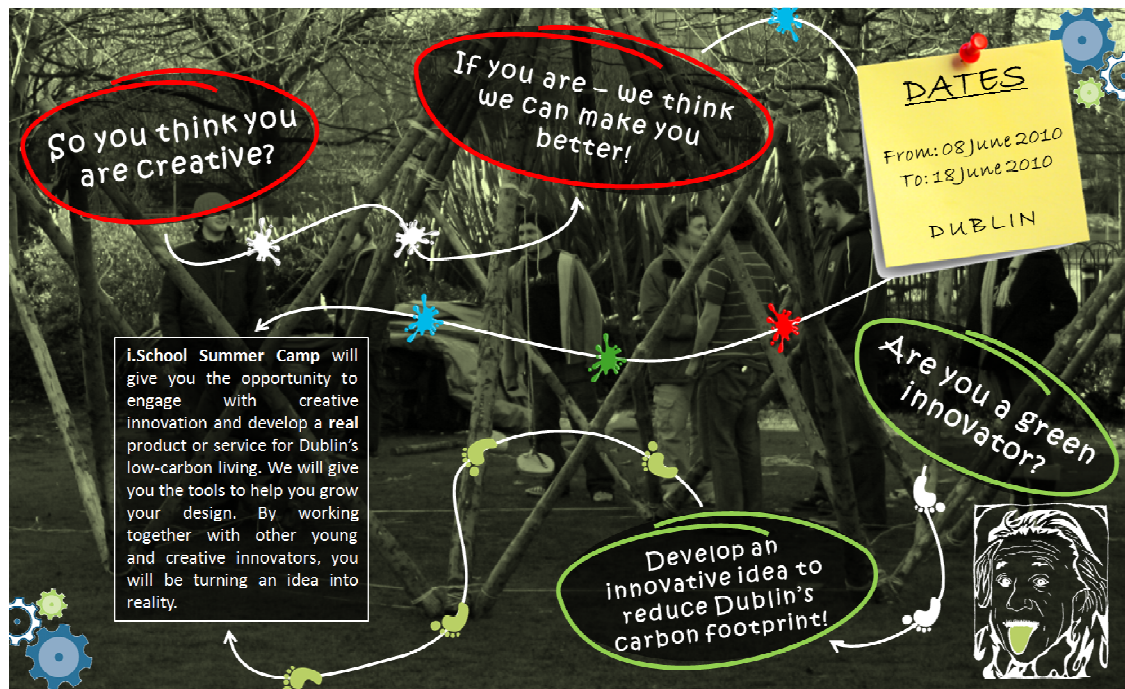 So you think you
are creative?
If you are – we think
we can make you
better!
DATES
From: 08 June 2010
To: 18 June 2010
DUBLIN
i.School Summer Camp will
give you the opportunity to
engage with creative
innovation and develop a real
product or service for Dublin's
low-carbon living. We will give
you the tools to help you grow
your design. By working
together with other young
and creative innovators, you
will be turning an idea into
reality.
Are you a green
innovator?
Develop an
innovative idea to
reduce Dublin's
carbon footprint!